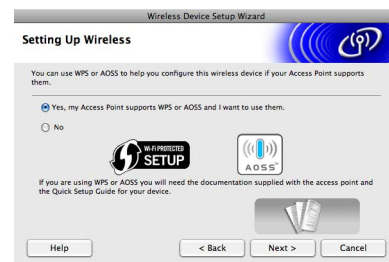 Wireless Device Setup Wizard
Setting Up Wireless
You can use WPS or AOSS to help you configure this wireless device if your Access Point supports
them.
Yes, my Access Point supports WPS or AOSS and I want to use them.
No
Wi-Fi PROTECTED
SETUP
AOSS™
If you are using WPS or AOSS you will need the documentation supplied with the access point and
the Quick Setup Guide for your device.
Help
< Back
Next >
Cancel